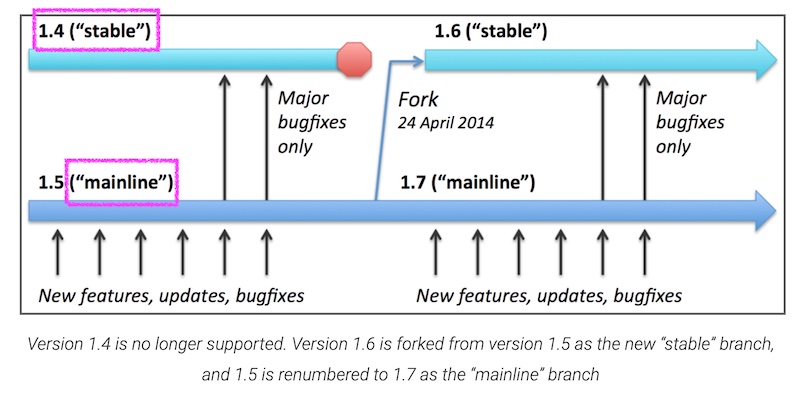 1.4 (“stable”)
1.6 (“stable”)
Major
bugfixes
only
Fork
24 April 2014
Major
bugfixes
only
1.5 (“mainline”)
1.7 (“mainline”)
New features, updates, bugfixes
New features, updates, bugfixes
Version 1.4 is no longer supported. Version 1.6 is forked from version 1.5 as the new “stable” branch,
and 1.5 is renumbered to 1.7 as the “mainline” branch